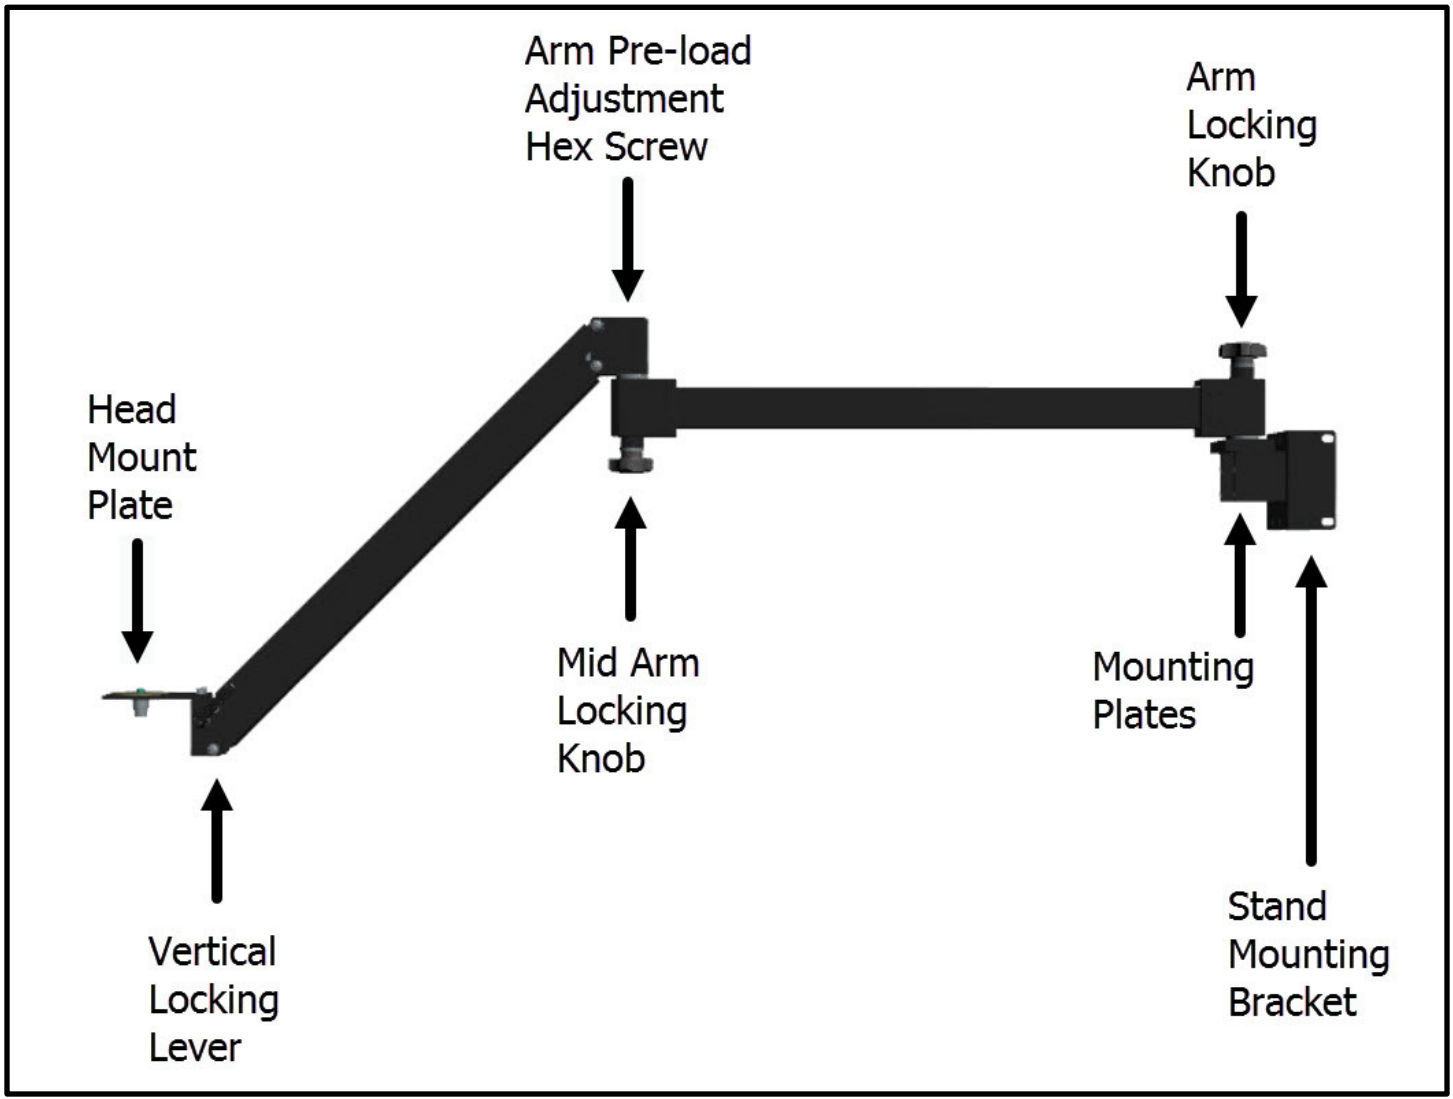 Arm Pre-load
Adjustment
Hex Screw
Arm
Locking
Knob
Head
Mount
Plate
Mid Arm
Locking
Knob
Mounting
Plates
Vertical
Locking
Lever
Stand
Mounting
Bracket